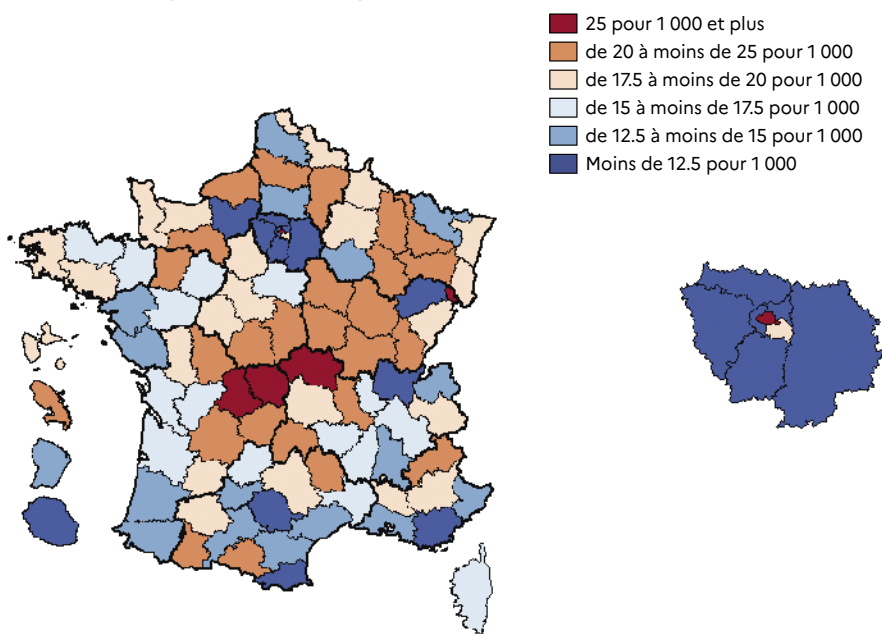 25 pour 1 000 et plus
de 20 à moins de 25 pour 1 000
de 17.5 à moins de 20 pour 1 000
de 15 à moins de 17.5 pour 1 000
de 12.5 à moins de 15 pour 1 000
Moins de 12.5 pour 1 000